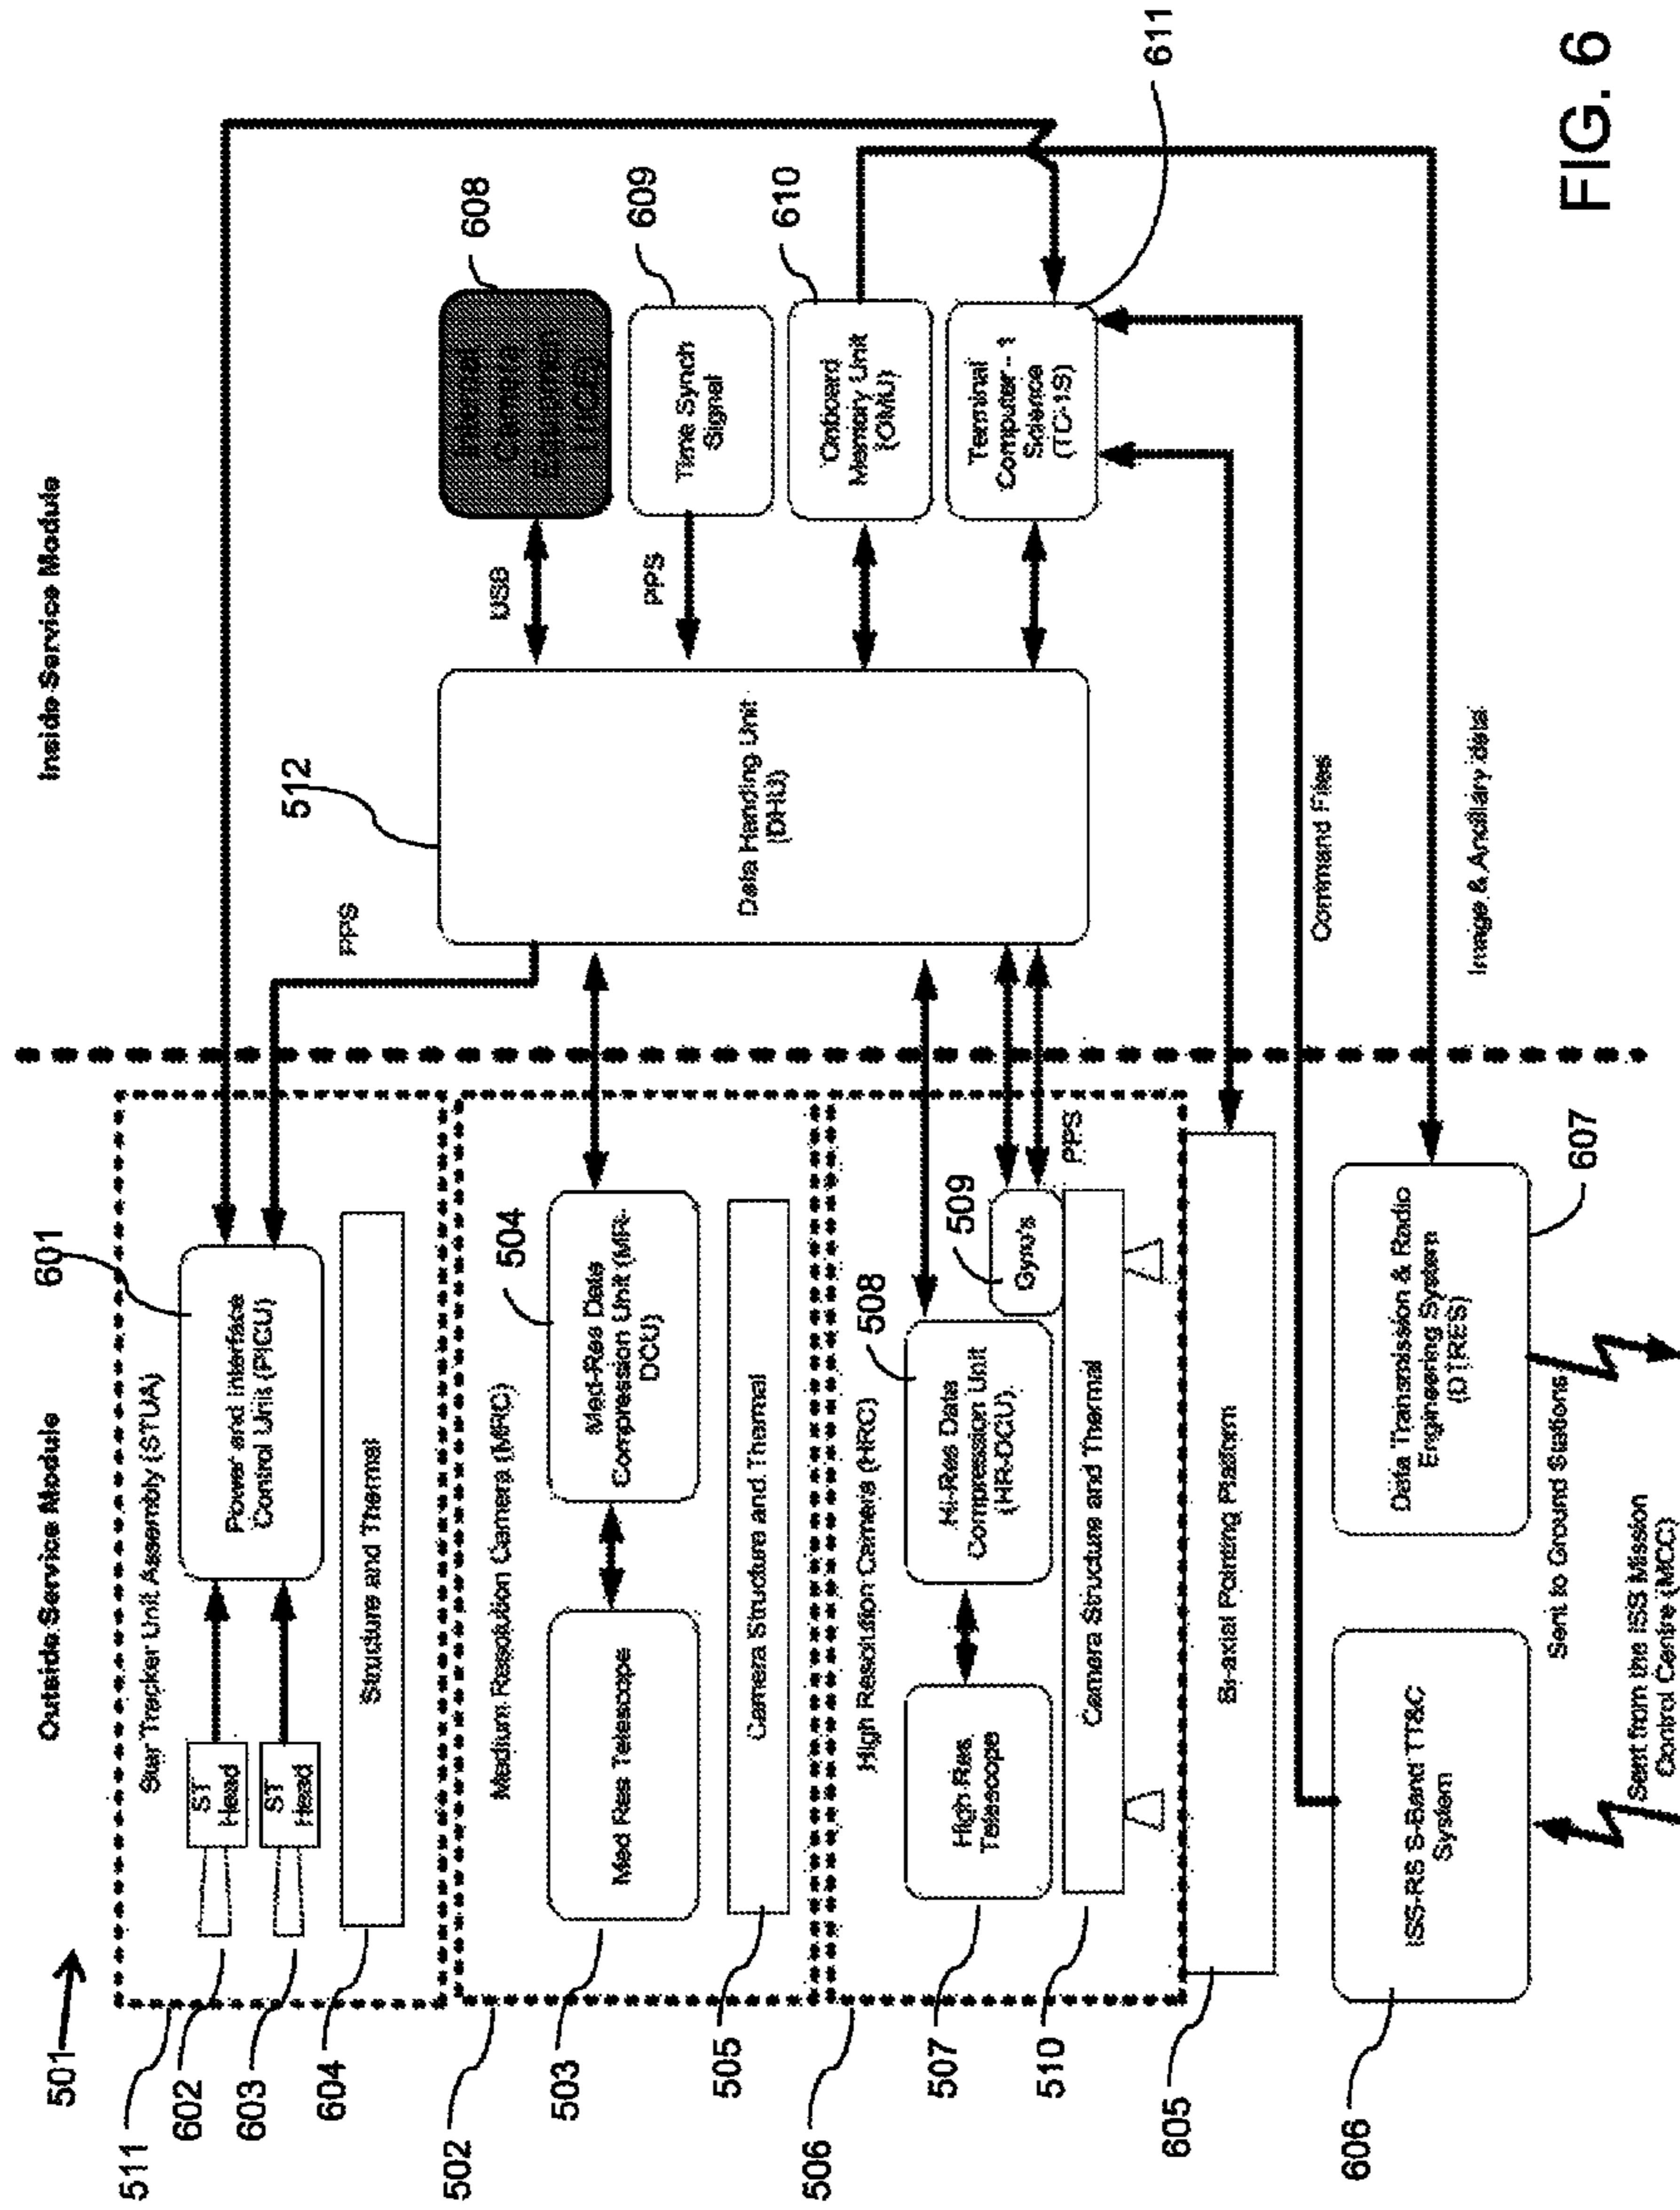 501
Outside Service Module
Inside Service Module
511
Star Tracker Unit Assembly (STUA)
601
602
ST
Head
603
ST
Head
Power and Interface
Control Unit (PICU)
604
Structure and Thermal
PPS
502
Medium Resolution Camera (MRC)
503
Med Res Telescope
504
Med-Res Data
Compression Unit (MR-
DCU)
505
Camera Structure and Thermal
506
High Resolution Camera (HRC)
507
High Res
Telescope
508
Hi-Res Data
Compression Unit
(HR-DCU)
509
Gyro's
PPS
510
Camera Structure and Thermal
605
Bi-axial Pointing Platform
606
ISS-RS S-Band TT&C
System
607
Data Transmission & Radio
Engineering System
(DTRES)
Sent to Ground Stations
Sent from the ISS Mission
Control Centre (MCC)
512
Data Handling Unit
(DHU)
USB
608
Internal
Camera
PPS
609
Time Synch
Signal
610
Onboard
Memory Unit
(OMU)
611
Terminal
Computer - 1
Science
(TC-1S)
Command Files
Image & Ancillary data
FIG. 6